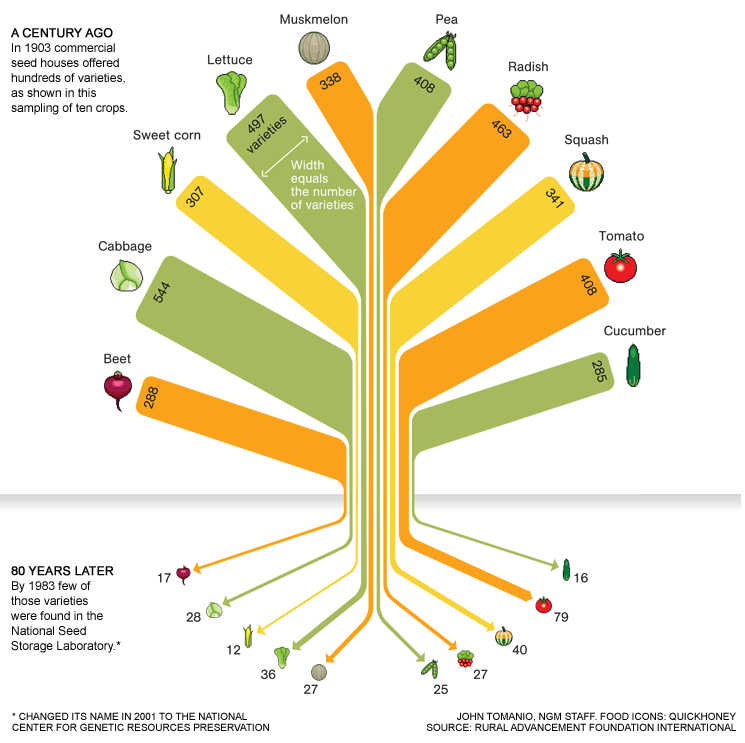 A CENTURY AGO
In 1903 commercial
seed houses offered
hundreds of varieties,
as shown in this
sampling of ten crops.
Muskmelon
338
Pea
408
Lettuce
497
varieties
Width
equals
the number
of varieties
Radish
463
Sweet corn
307
Squash
341
Cabbage
544
Tomato
408
Beet
288
Cucumber
285
80 YEARS LATER
By 1983 few of
those varieties
were found in the
National Seed
Storage Laboratory.*
17
28
12
36
27
25
27
40
79
16
* CHANGED ITS NAME IN 2001 TO THE NATIONAL
CENTER FOR GENETIC RESOURCES PRESERVATION
JOHN TOMANIO, NGM STAFF. FOOD ICONS: QUICKHONEY
SOURCE: RURAL ADVANCEMENT FOUNDATION INTERNATIONAL